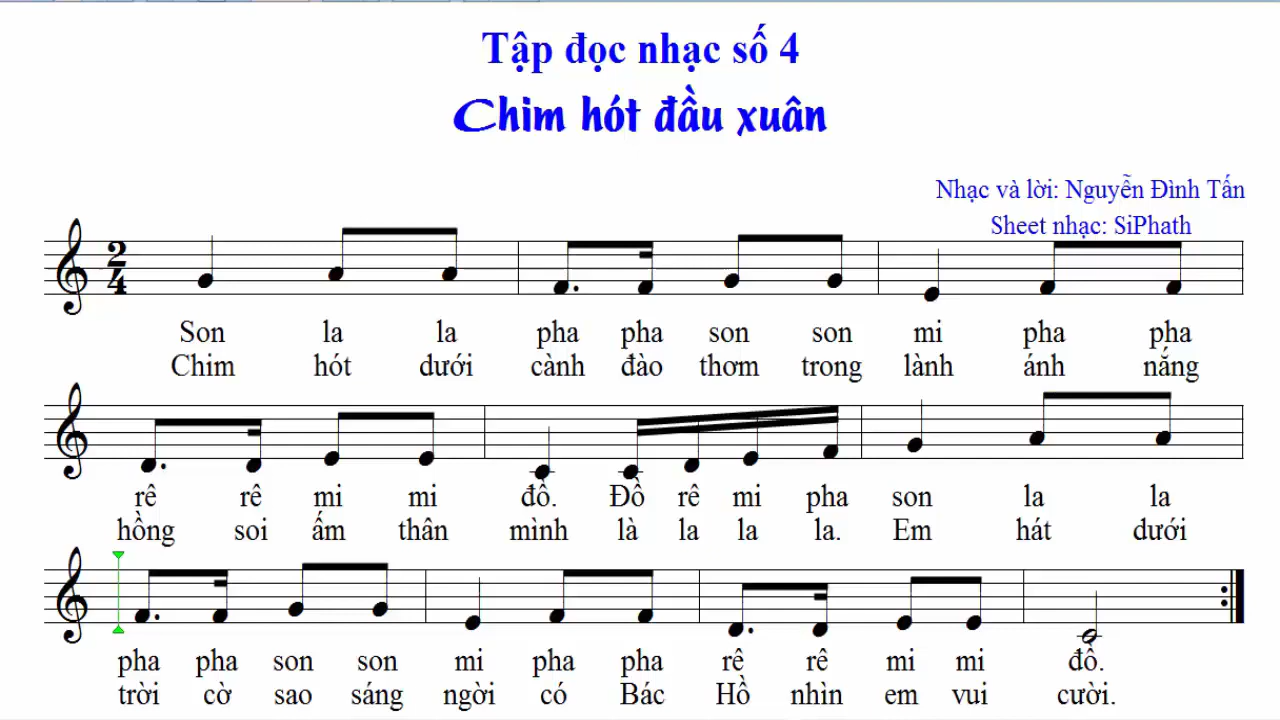 Tập đọc nhạc số 4
Chim hót đầu xuân
Nhạc và lời: Nguyễn Đình Tấn
Sheet nhạc: SiPhath
2
4
Son la la pha pha son son mi pha pha
Chim hót dưới cành đào thơm trong lành ánh nắng
rê rê mi mi đồ. Đồ rê mi pha son la la
hồng soi ấm thân mình là la la la. Em hát dưới
pha pha son son mi pha pha rê rê mi mi đồ.
trời cờ sao sáng ngời có Bác Hồ nhìn em vui cười.